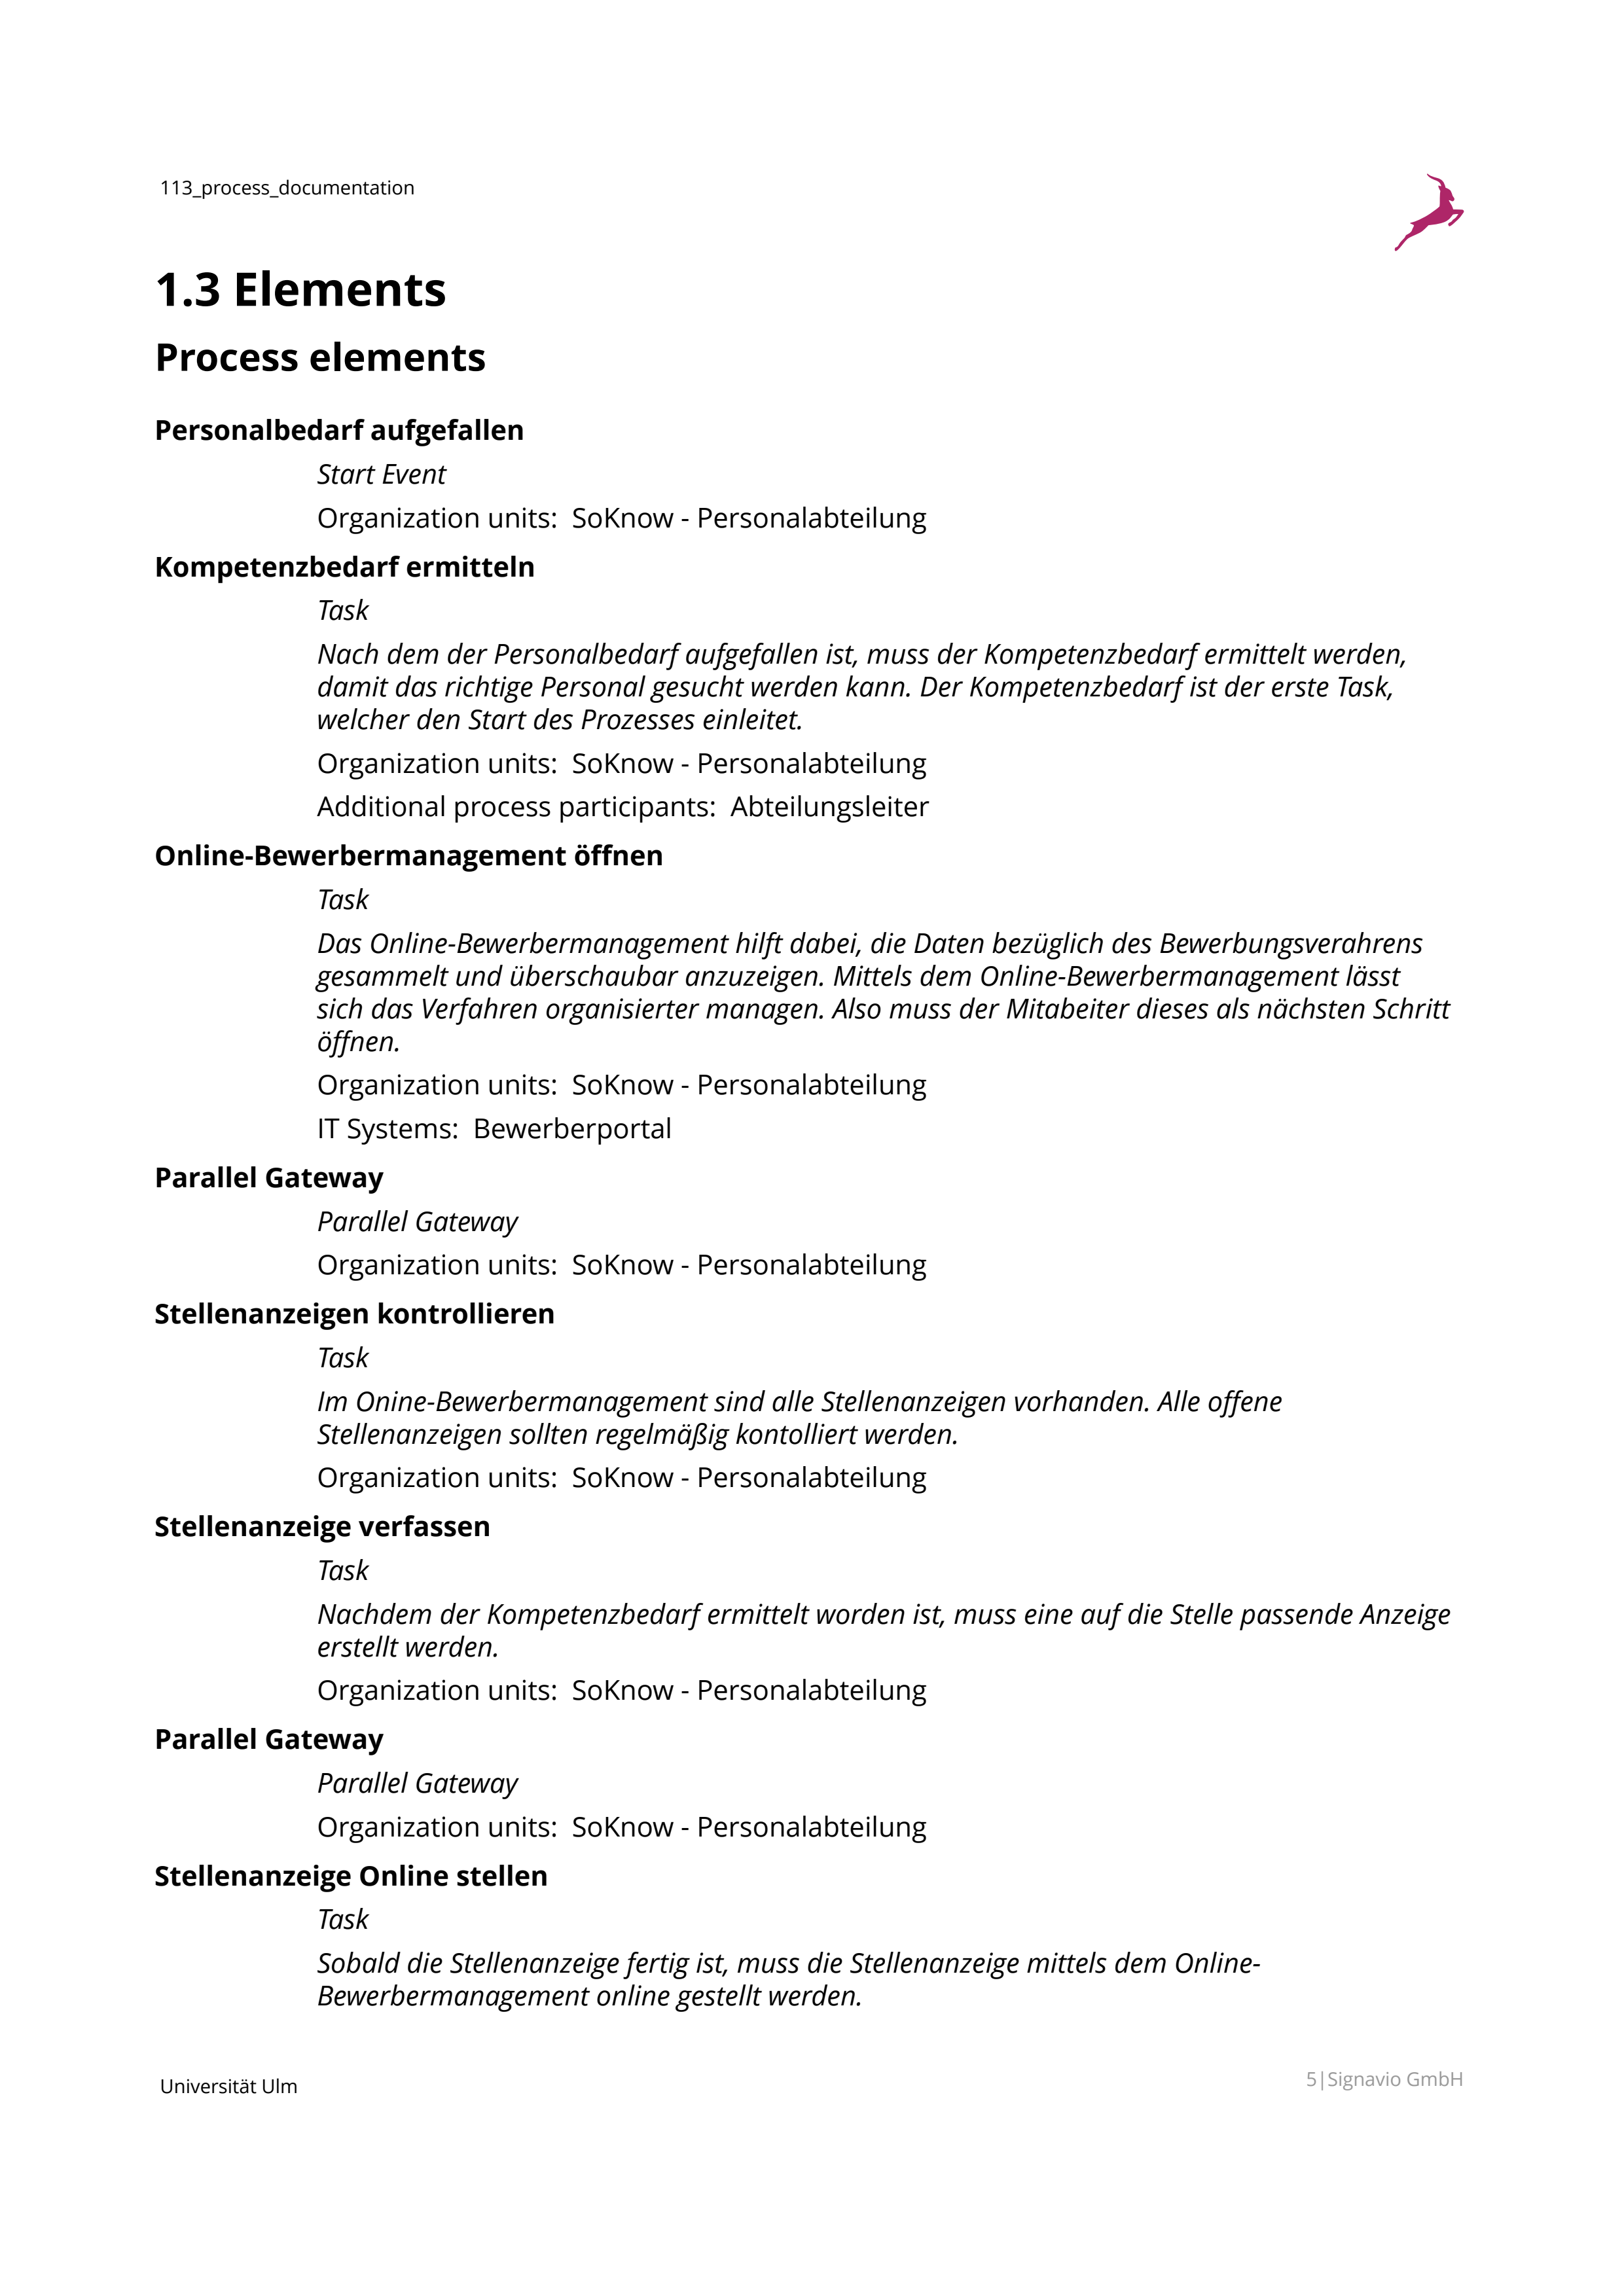 113_process_documentation
1.3 Elements
Process elements
Personalbedarf aufgefallen
Start Event
Organization units:  SoKnow - Personalabteilung
Kompetenzbedarf ermitteln
Task
Nach dem der Personalbedarf aufgefallen ist, muss der Kompetenzbedarf ermittelt werden,
damit das richtige Personal gesucht werden kann. Der Kompetenzbedarf ist der erste Task,
welcher den Start des Prozesses einleitet.
Organization units:  SoKnow - Personalabteilung
Additional process participants:  Abteilungsleiter
Online-Bewerbermanagement öffnen
Task
Das Online-Bewerbermanagement hilft dabei, die Daten bezüglich des Bewerbungsverahrens
gesammelt und überschaubar anzuzeigen. Mittels dem Online-Bewerbermanagement lässt
sich das Verfahren organisierter managen. Also muss der Mitabeiter dieses als nächsten Schritt
öffnen.
Organization units:  SoKnow - Personalabteilung
IT Systems:  Bewerberportal
Parallel Gateway
Parallel Gateway
Organization units:  SoKnow - Personalabteilung
Stellenanzeigen kontrollieren
Task
Im Onine-Bewerbermanagement sind alle Stellenanzeigen vorhanden. Alle offene
Stellenanzeigen sollten regelmäßig kontolliert werden.
Organization units:  SoKnow - Personalabteilung
Stellenanzeige verfassen
Task
Nachdem der Kompetenzbedarf ermittelt worden ist, muss eine auf die Stelle passende Anzeige
erstellt werden.
Organization units:  SoKnow - Personalabteilung
Parallel Gateway
Parallel Gateway
Organization units:  SoKnow - Personalabteilung
Stellenanzeige Online stellen
Task
Sobald die Stellenanzeige fertig ist, muss die Stellenanzeige mittels dem Online-
Bewerbermanagement online gestellt werden.
Universität Ulm
5|Signavio GmbH